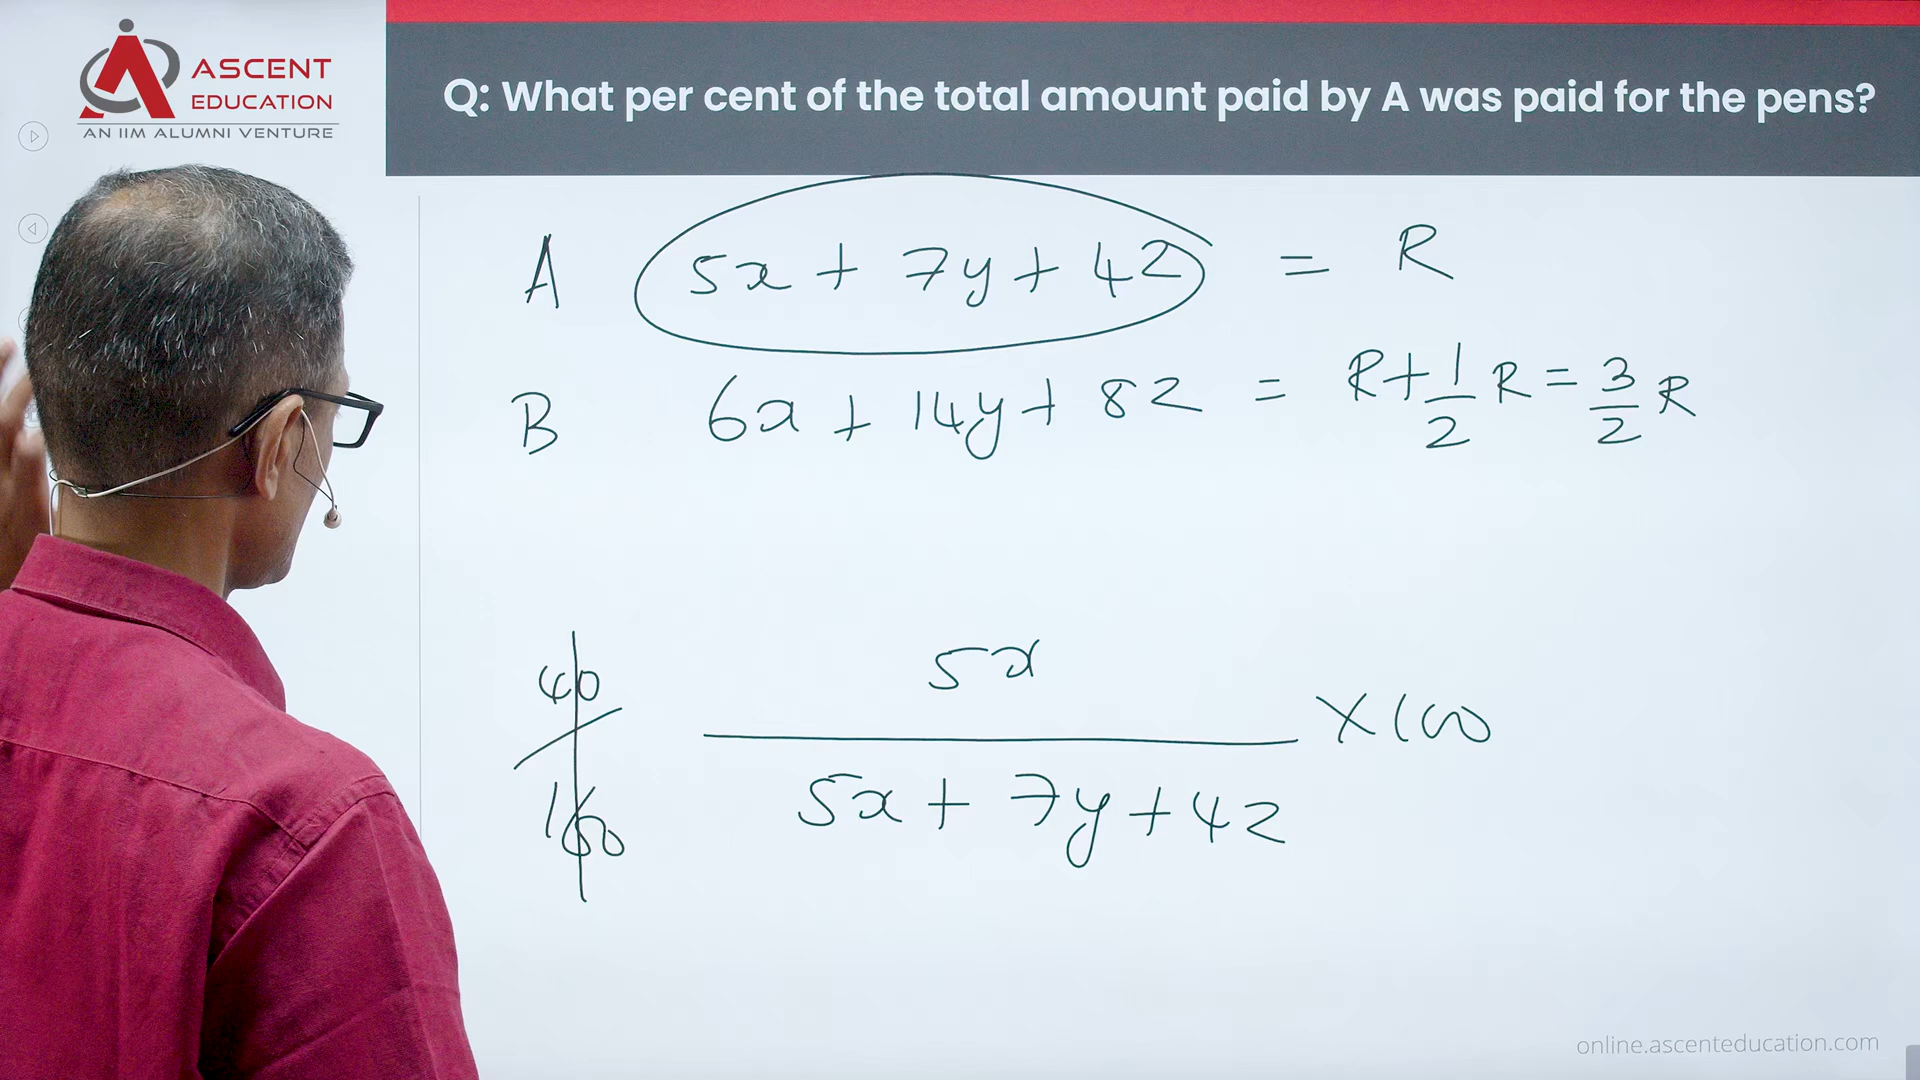 ASCENT
EDUCATION
AN IIM ALUMNI VENTURE
Q: What per cent of the total amount paid by A was paid for the pens?
A 5x + 7y + 4z = R
B 6x + 14y + 8z = R + 1/2 R = 3/2 R
40/160
5x / 5x + 7y + 4z × 100
online.ascenteducation.com